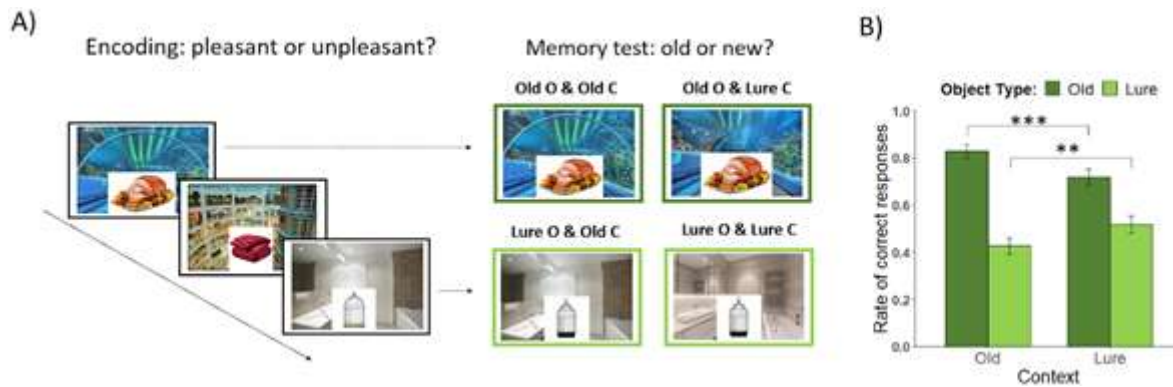 A)
Encoding: pleasant or unpleasant?
Memory test: old or new?
Old O & Old C
Old O & Lure C
Lure O & Old C
Lure O & Lure C
B)
Object Type: Old Lure
Rate of correct responses
1.0
0.8
0.6
0.4
0.2
0.0
***
**
Old
Lure
Context